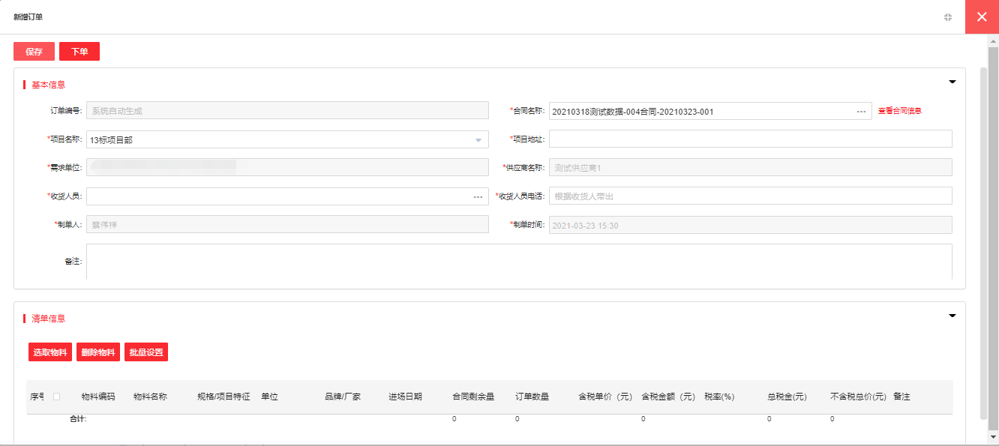 新增订单
保存 下单
基本信息
订单编号: 系统自动生成 *合同名称: 20210318测试数据-004合同-20210323-001 ··· 查看合同信息
*项目名称: 13标项目部 *项目地址:
*需求单位: *供应商名称: 测试供应商1
*收货人员: ··· *收货人员电话: 根据收货人带出
*制单人: 蔡伟祥 *制单时间: 2021-03-23 15:30
备注:
清单信息
选取物料 删除物料 批量设置
序号 物料编码 物料名称 规格/项目特征 单位 品牌/厂家 进场日期 合同剩余量 订单数量 含税单价（元） 含税金额（元） 税率(%) 总税金(元) 不含税总价(元) 备注
合计: 0 0 0 0 0